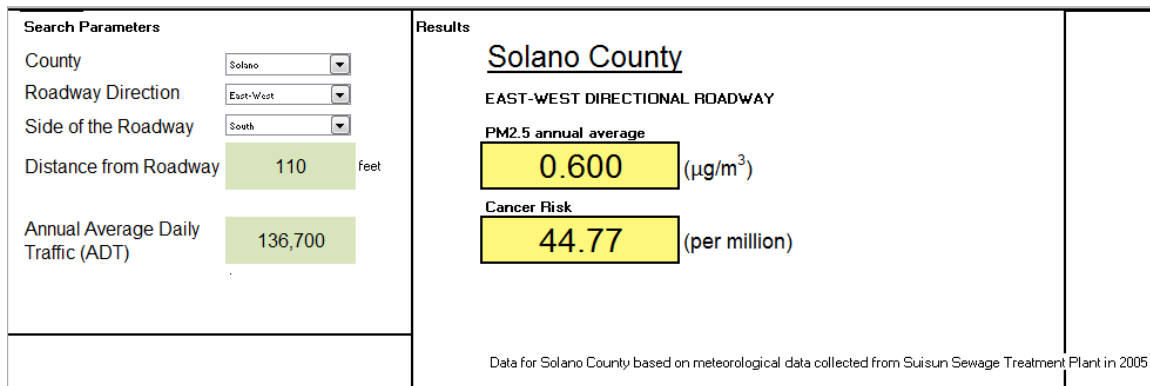 Search Parameters
County
Solano
Roadway Direction
East-West
Side of the Roadway
South
Distance from Roadway
110
feet
Annual Average Daily
Traffic (ADT)
136,700
Results
Solano County
EAST-WEST DIRECTIONAL ROADWAY
PM2.5 annual average
0.600
(µg/m³)
Cancer Risk
44.77
(per million)
Data for Solano County based on meteorological data collected from Suisun Sewage Treatment Plant in 2005